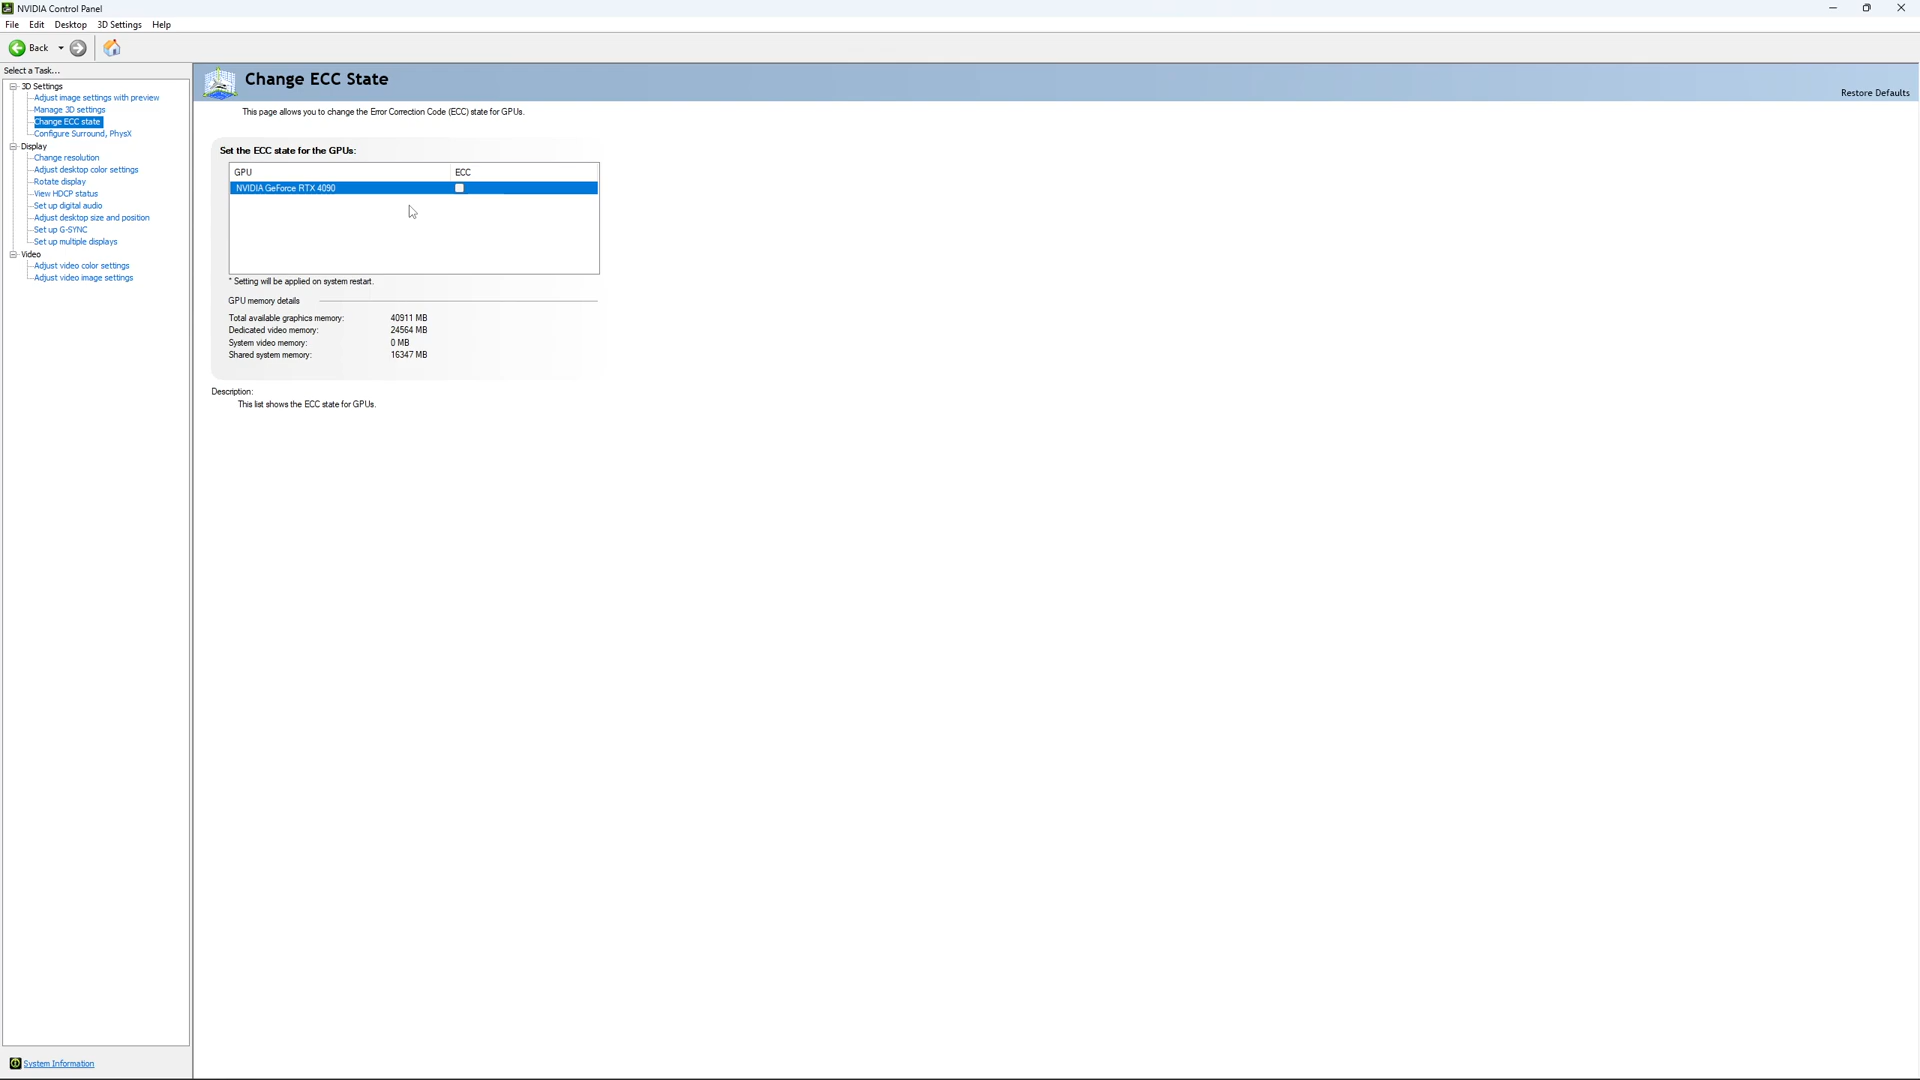 NVIDIA Control Panel
File Edit Desktop 3D Settings Help
Back
Select a Task...
3D Settings
Adjust image settings with preview
Manage 3D settings
Change ECC state
Configure Surround, PhysX
Display
Change resolution
Adjust desktop color settings
Rotate display
View HDCP status
Set up digital audio
Adjust desktop size and position
Set up G-SYNC
Set up multiple displays
Video
Adjust video color settings
Adjust video image settings
System Information
Change ECC State
Restore Defaults
This page allows you to change the Error Correction Code (ECC) state for GPUs.
Set the ECC state for the GPUs:
GPU ECC
NVIDIA GeForce RTX 4090
* Setting will be applied on system restart.
GPU memory details
Total available graphics memory: 40911 MB
Dedicated video memory: 24564 MB
System video memory: 0 MB
Shared system memory: 16347 MB
Description:
This list shows the ECC state for GPUs.